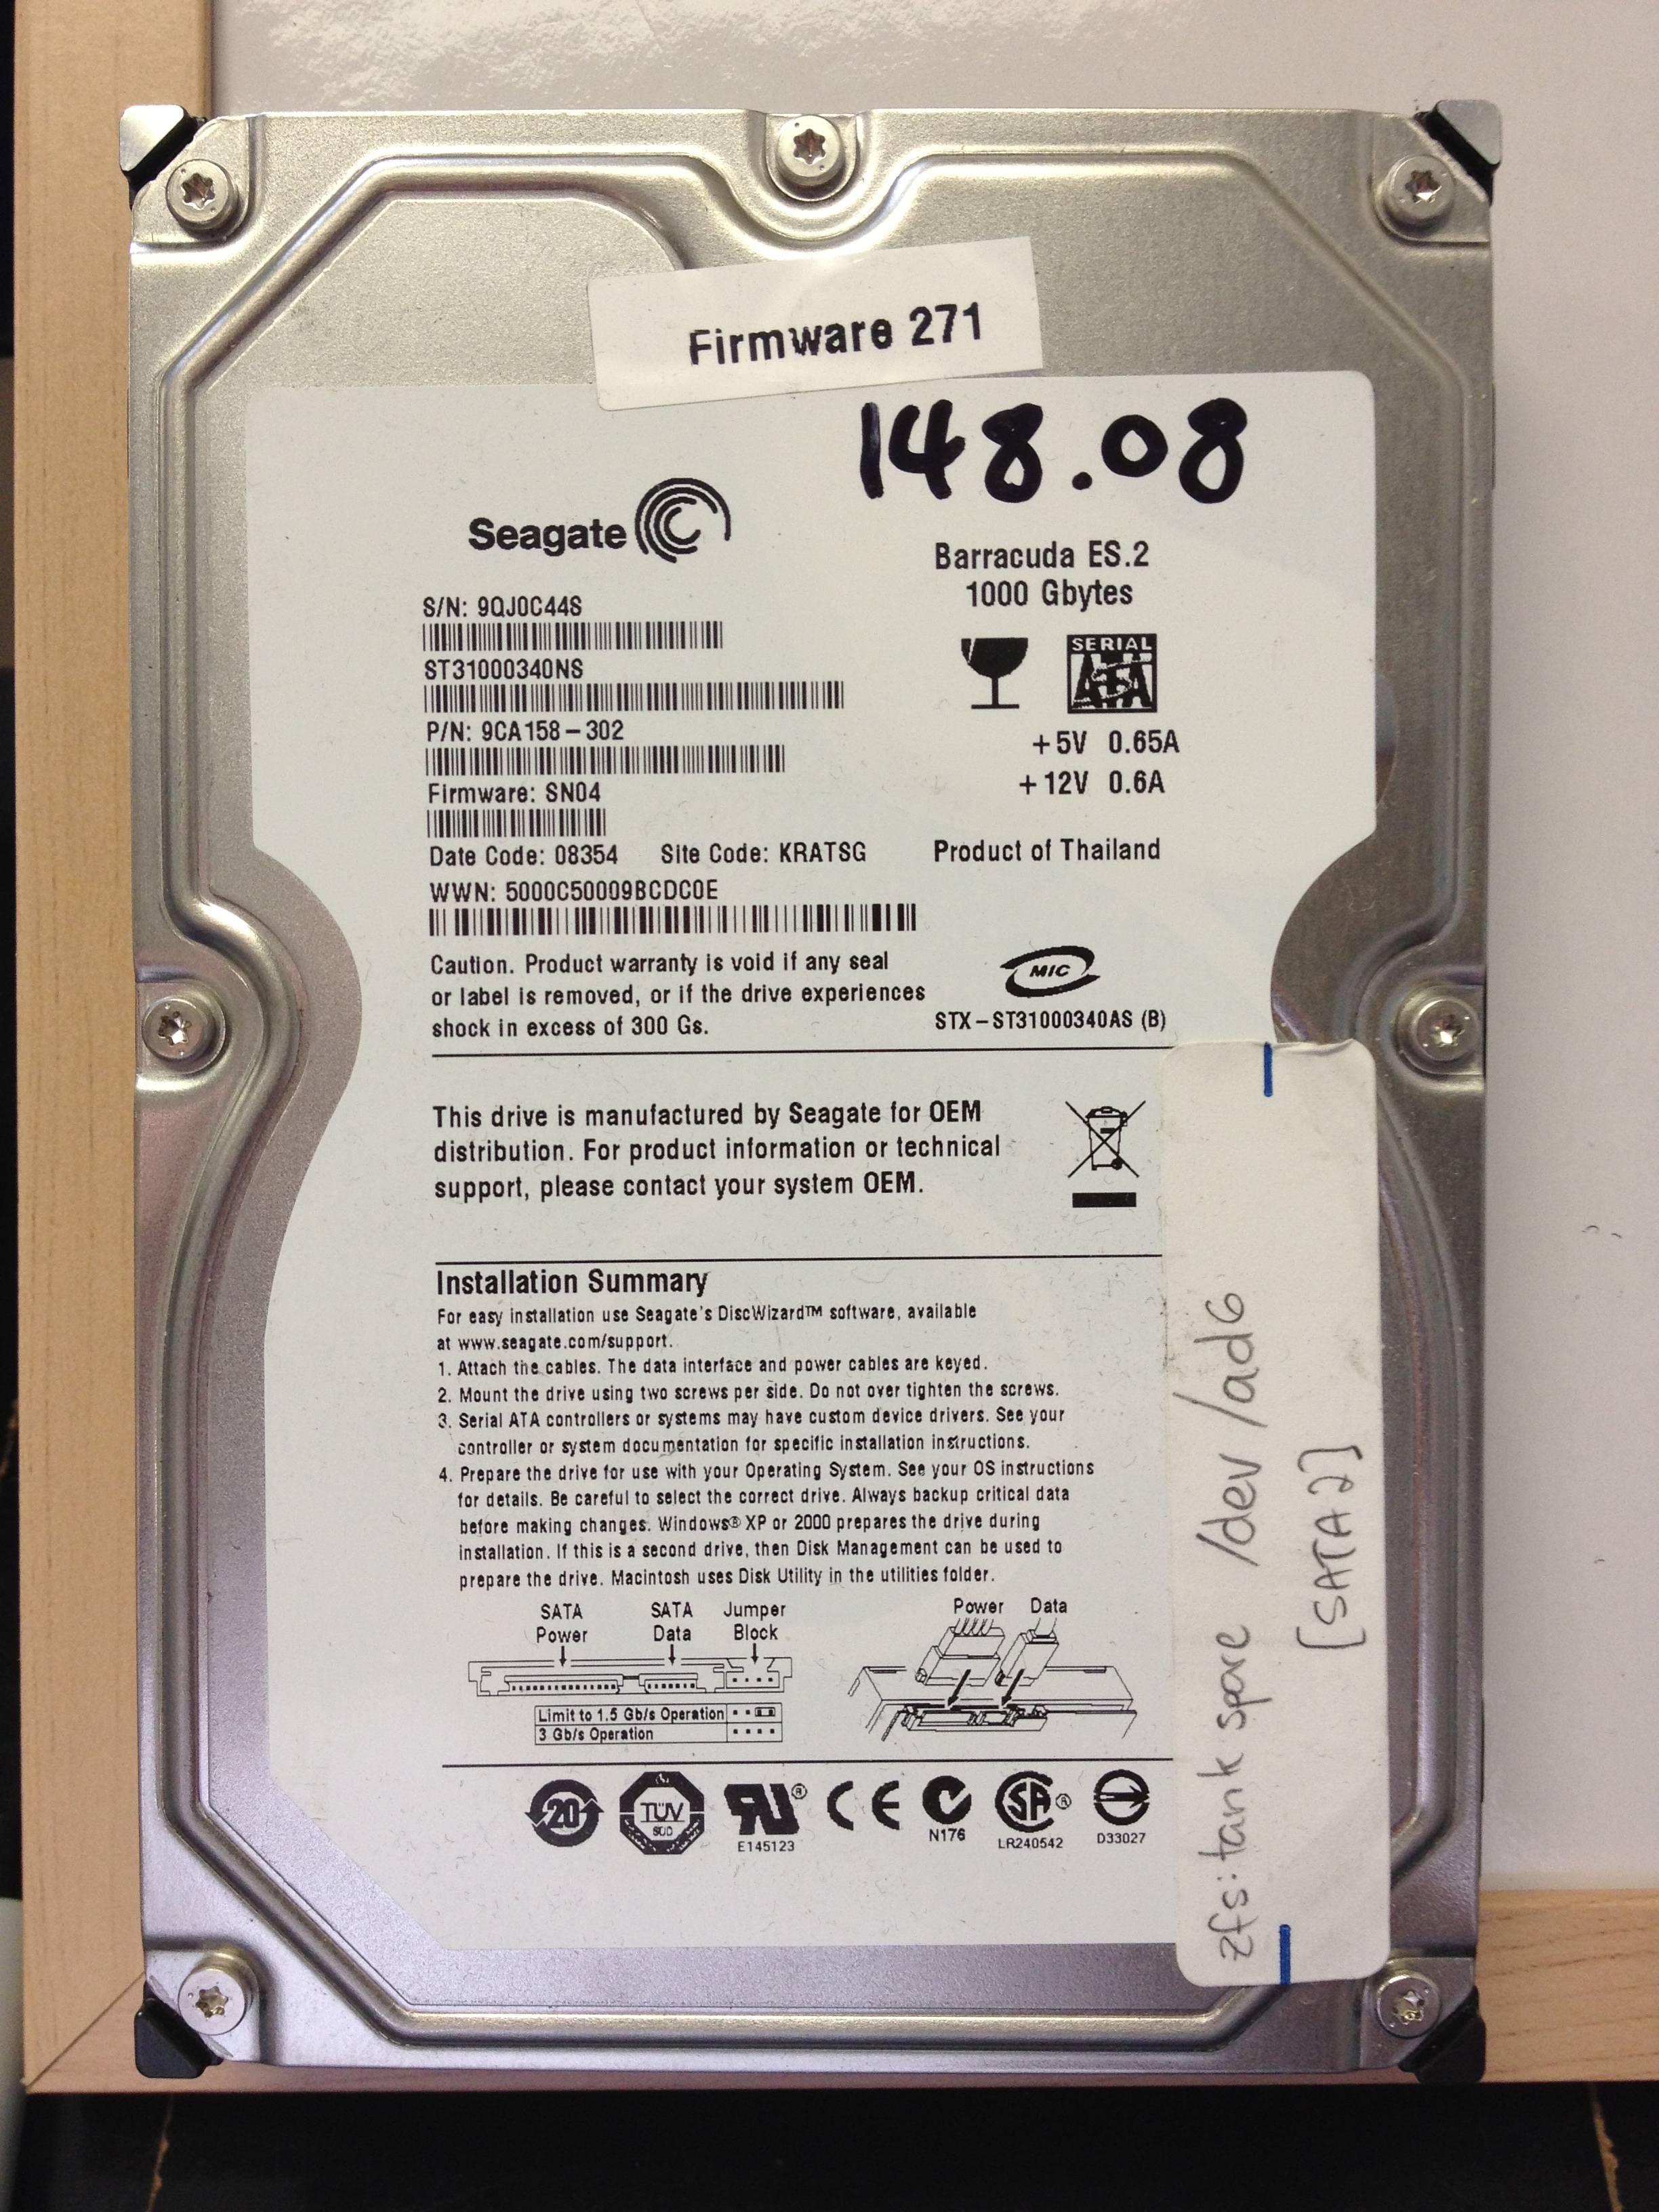 Firmware 271
148.08
Seagate
Barracuda ES.2
1000 Gbytes
S/N: 9QJ0C44S
ST31000340NS
P/N: 9CA158-302
Firmware: SN04
Date Code: 08354 Site Code: KRATSG
WWN: 5000C50009BCDC0E
SERIAL
ATA
+5V 0.65A
+12V 0.6A
Product of Thailand
Caution. Product warranty is void if any seal
or label is removed, or if the drive experiences
shock in excess of 300 Gs.
MIC
STX-ST31000340AS (B)
This drive is manufactured by Seagate for OEM
distribution. For product information or technical
support, please contact your system OEM.
Installation Summary
For easy installation use Seagate's DiscWizard™ software, available
at www.seagate.com/support.
1. Attach the cables. The data interface and power cables are keyed.
2. Mount the drive using two screws per side. Do not over tighten the screws.
3. Serial ATA controllers or systems may have custom device drivers. See your
controller or system documentation for specific installation instructions.
4. Prepare the drive for use with your Operating System. See your OS instructions
for details. Be careful to select the correct drive. Always backup critical data
before making changes. Windows® XP or 2000 prepares the drive during
installation. If this is a second drive, then Disk Management can be used to
prepare the drive. Macintosh uses Disk Utility in the utilities folder.
SATA
Power
SATA
Data
Jumper
Block
Limit to 1.5 Gb/s Operation
3 Gb/s Operation
Power Data
20
TÜV
SÜD
E145123
CE
N176
SA
LR240542
D33027
zfs: tank spare /dev/ad6
[SATA2]